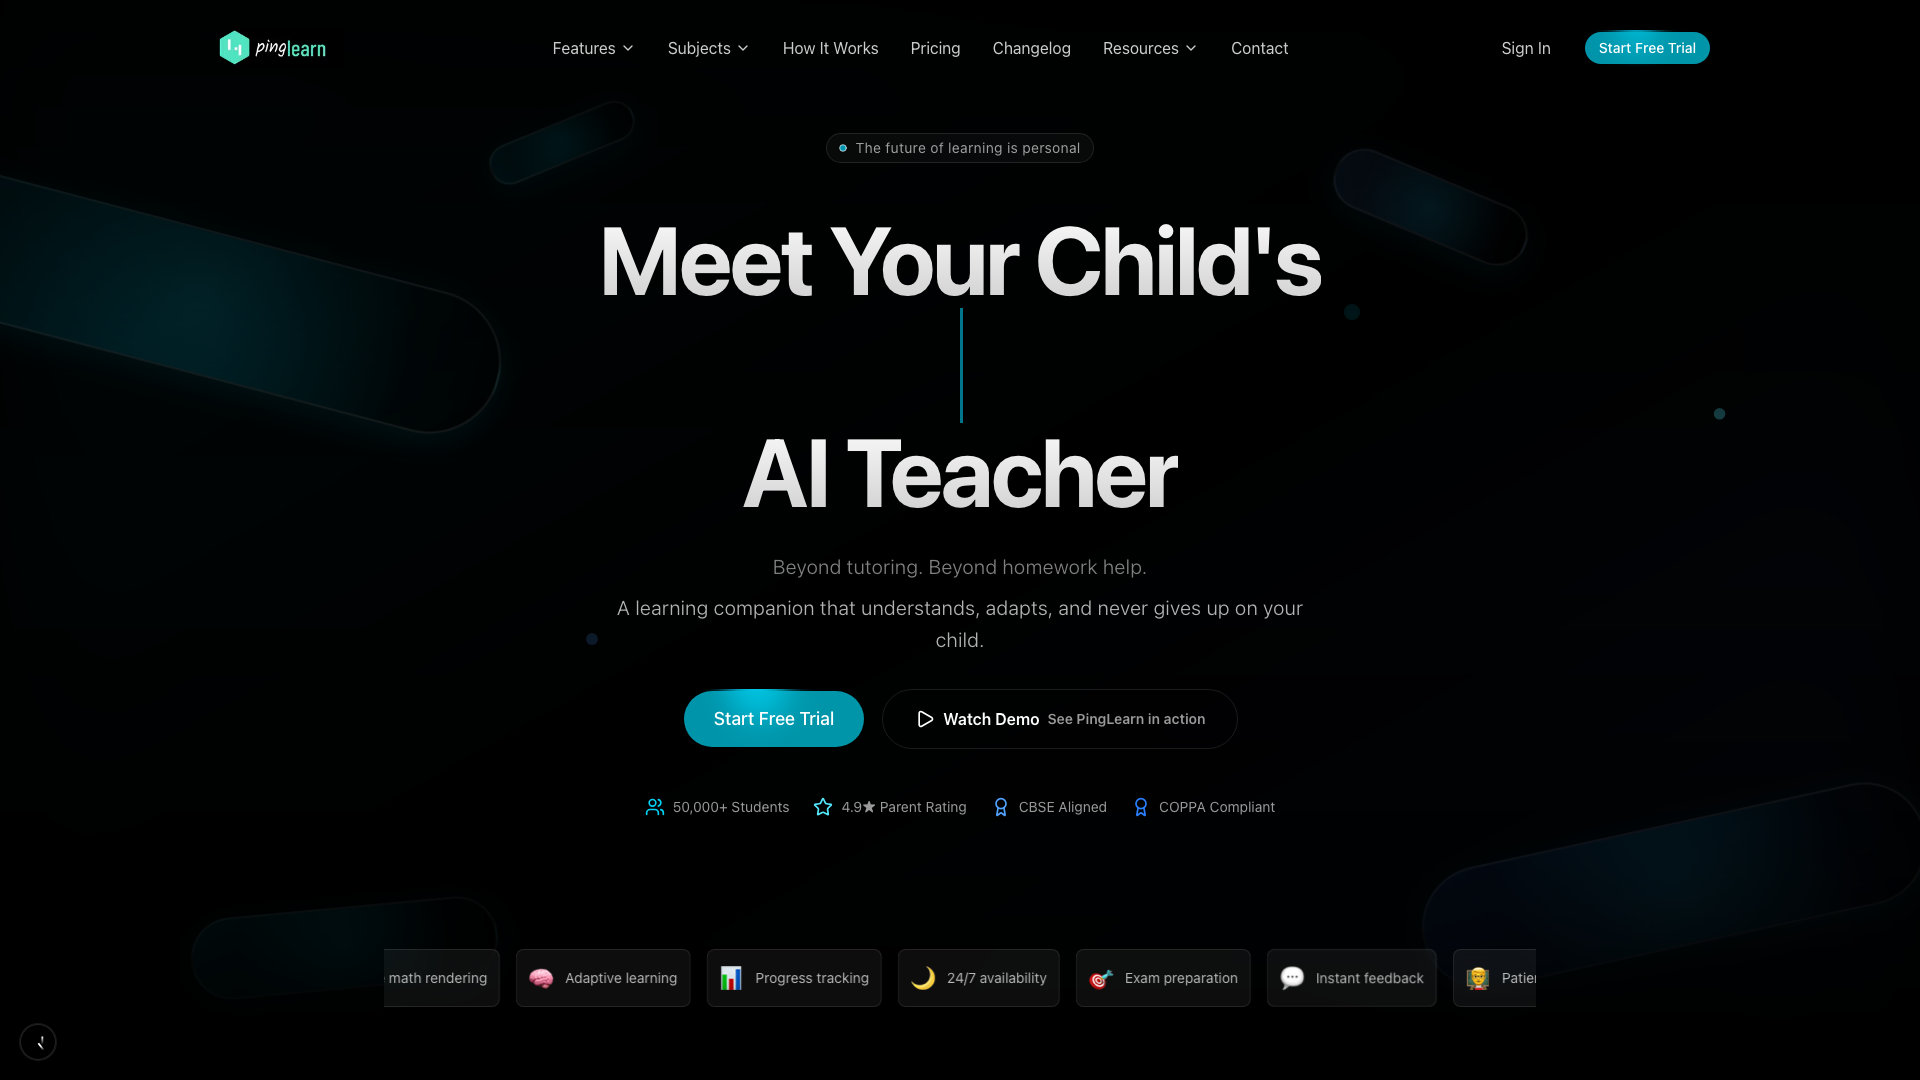 pinglearn
Features
Subjects
How It Works
Pricing
Changelog
Resources
Contact
Sign In
Start Free Trial
The future of learning is personal
Meet Your Child's
AI Teacher
Beyond tutoring. Beyond homework help.
A learning companion that understands, adapts, and never gives up on your
child.
Start Free Trial
Watch Demo See PingLearn in action
50,000+ Students
4.9★ Parent Rating
CBSE Aligned
COPPA Compliant
math rendering
Adaptive learning
Progress tracking
24/7 availability
Exam preparation
Instant feedback